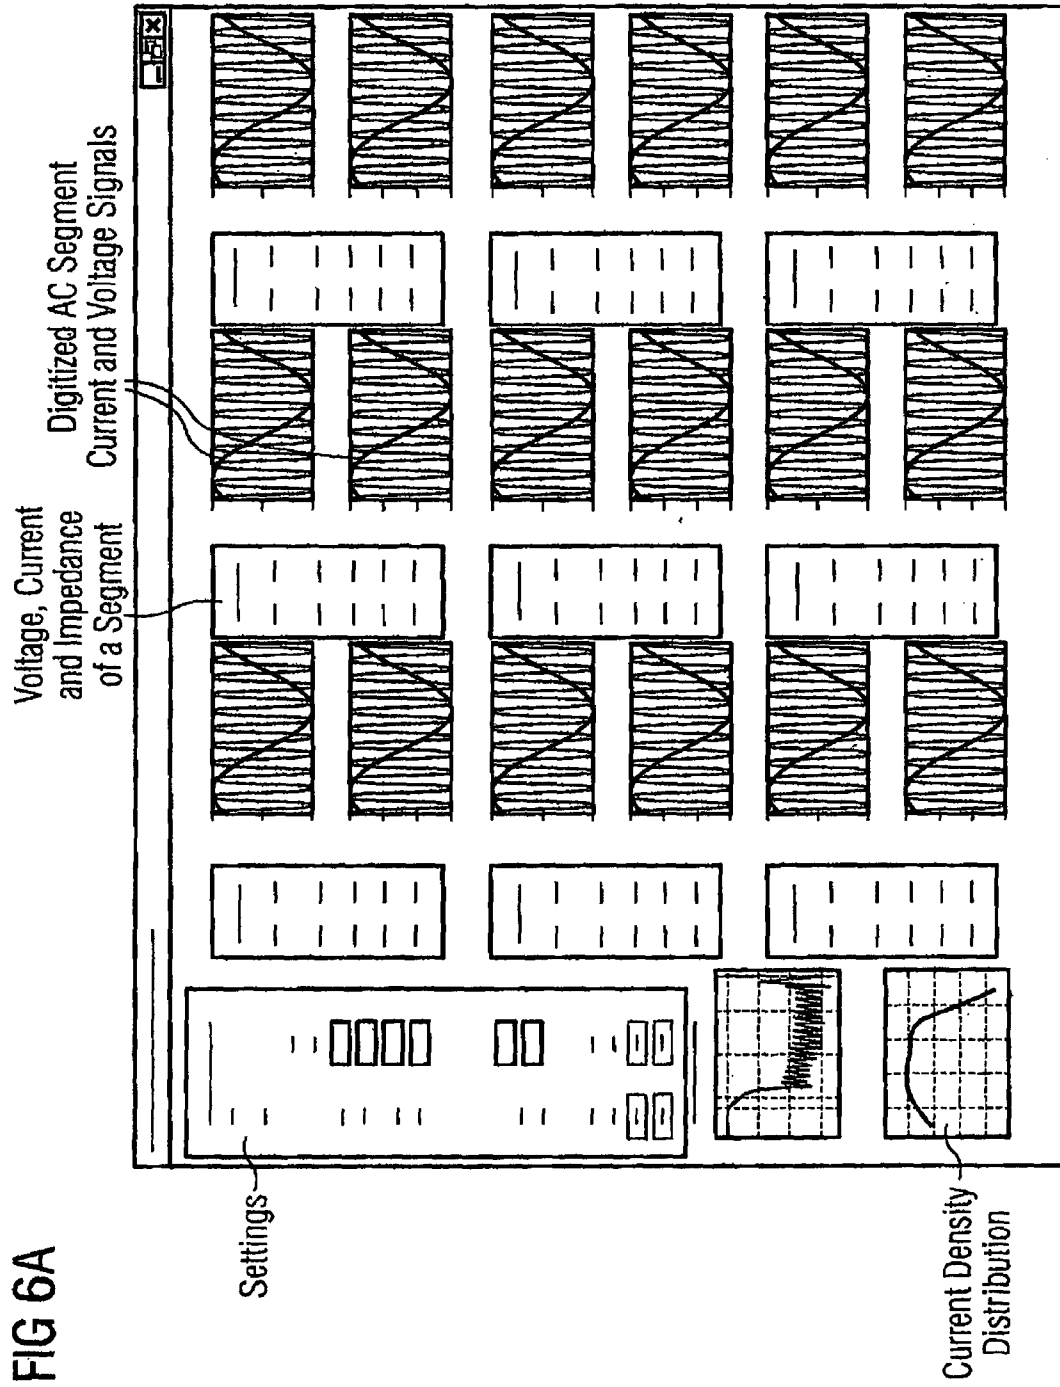 FIG 6A
Voltage, Current
and Impedance
of a Segment
Digitized AC Segment
Current and Voltage Signals
Settings
Current Density
Distribution